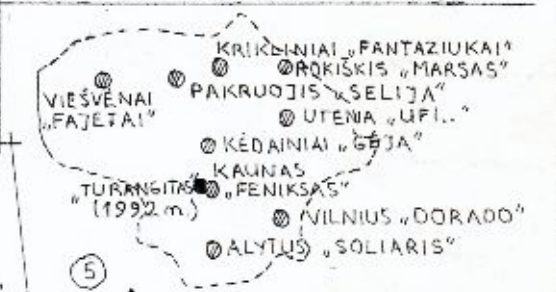 KRIKLINIAI „FANTAZIUKAI"
ROKIŠKIS „MARSAS"
VIEŠVĖNAI
„FAJETAI"
PAKRUOJIS „SELIJA"
UTENA „UFI..."
KĖDAINIAI „GĖJA"
KAUNAS
„FENIKSAS"
„TURANGITAS"
(1992 m.)
VILNIUS „DORADO"
ALYTUS „SOLIARIS"
5